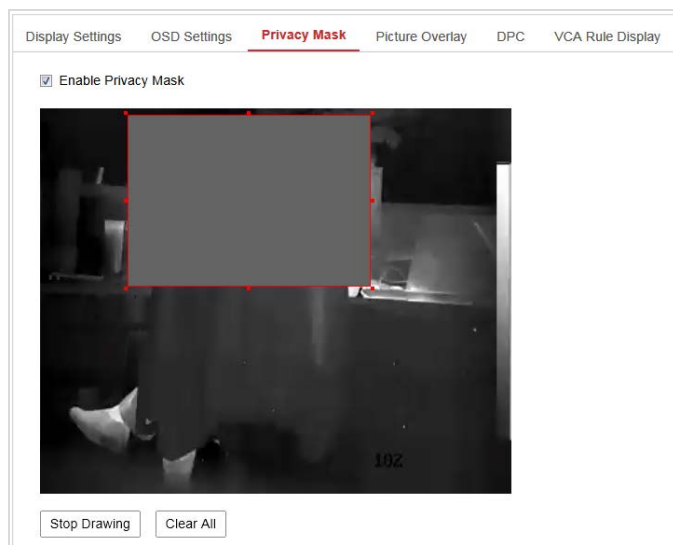 Display Settings OSD Settings Privacy Mask Picture Overlay DPC VCA Rule Display
Enable Privacy Mask
10Z
Stop Drawing Clear All